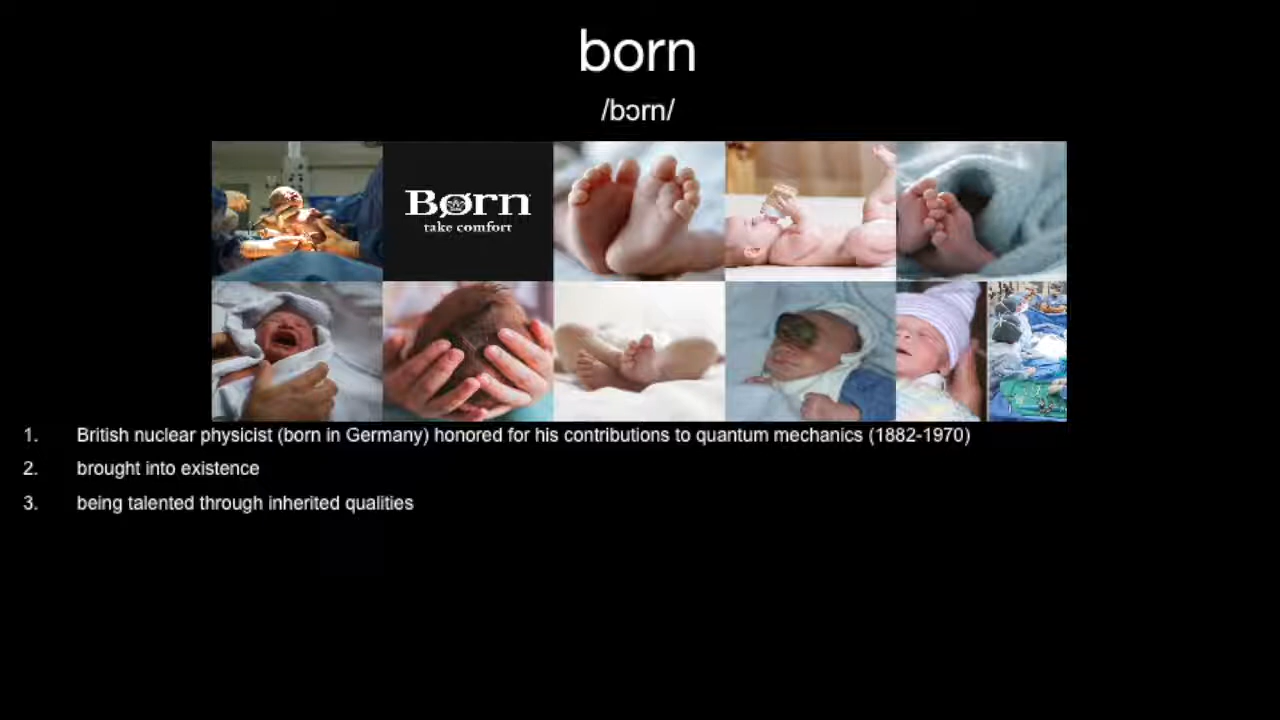 born
/bɔrn/
Børn
take comfort
1. British nuclear physicist (born in Germany) honored for his contributions to quantum mechanics (1882-1970)
2. brought into existence
3. being talented through inherited qualities